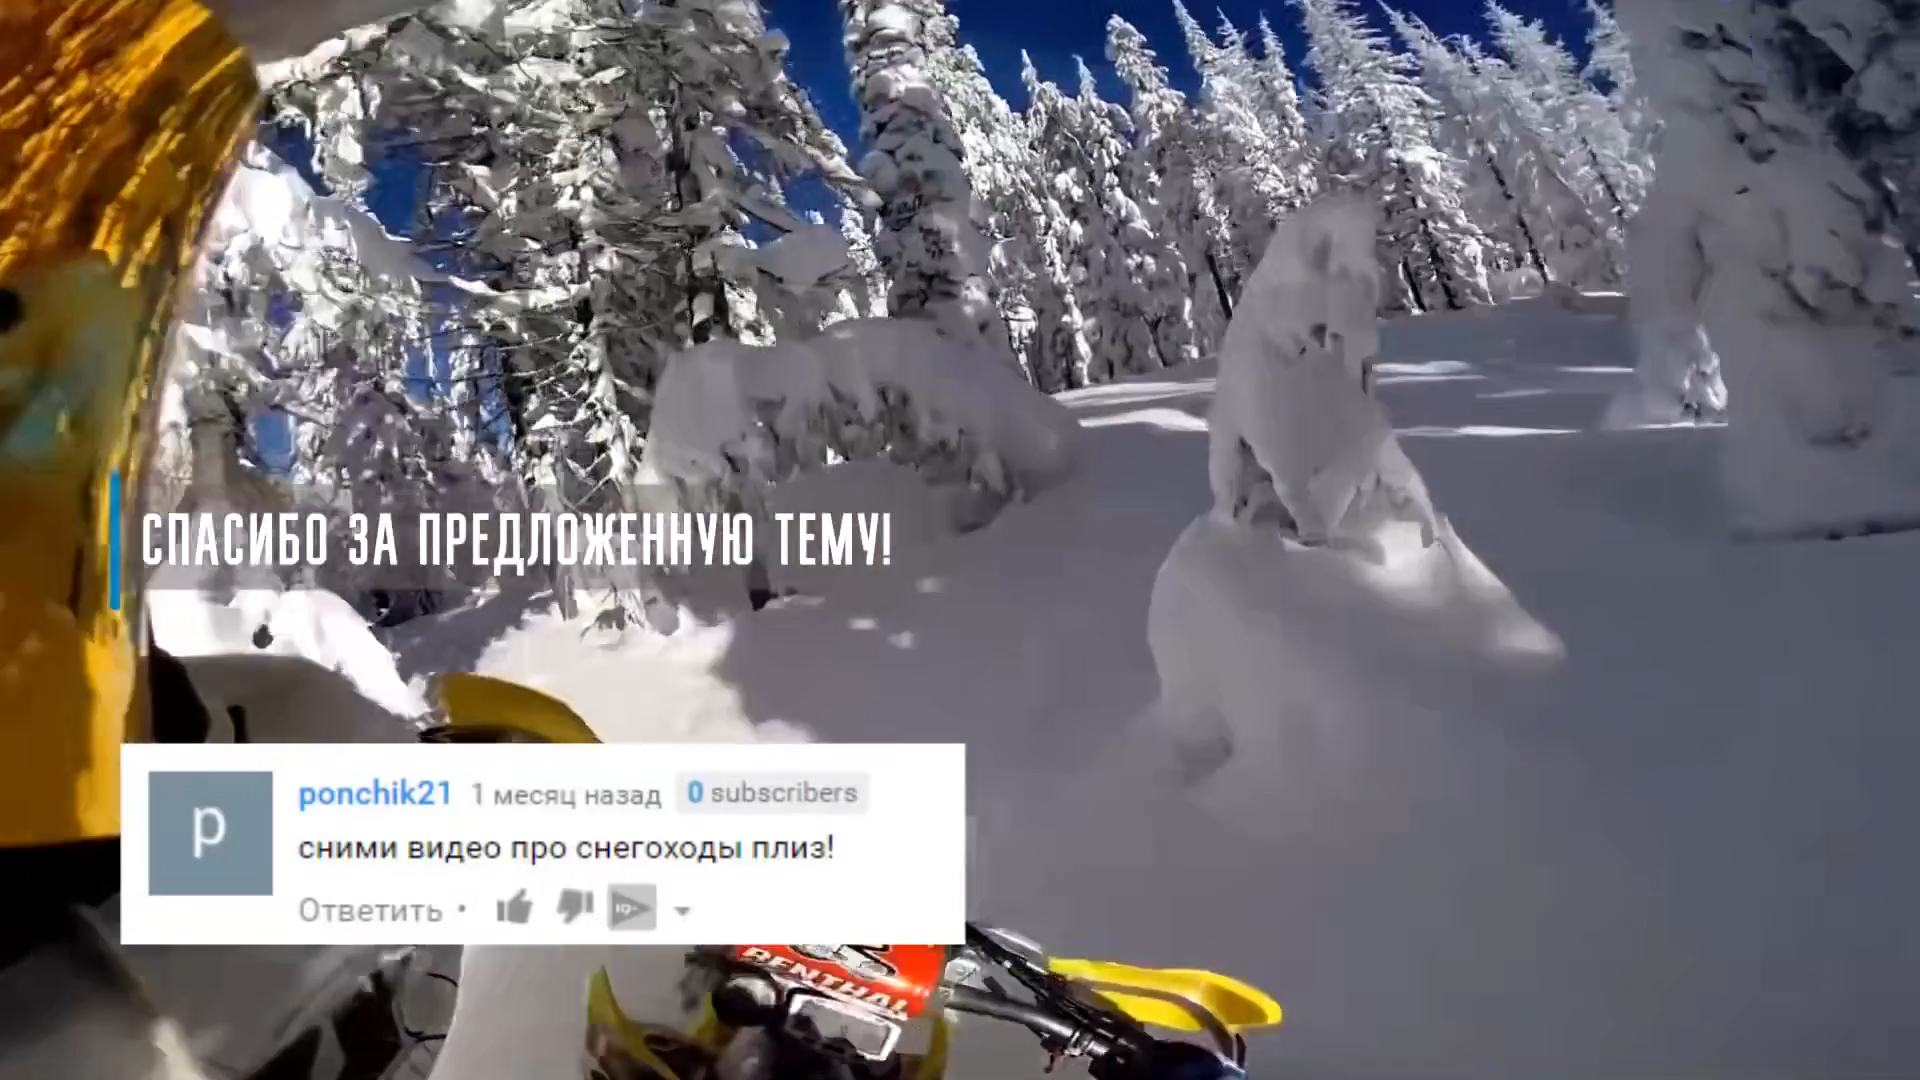 СПАСИБО ЗА ПРЕДЛОЖЕННУЮ ТЕМУ!
p
ponchik21 1 месяц назад 0 subscribers
сними видео про снегоходы плиз!
Ответить •
RENTHAL